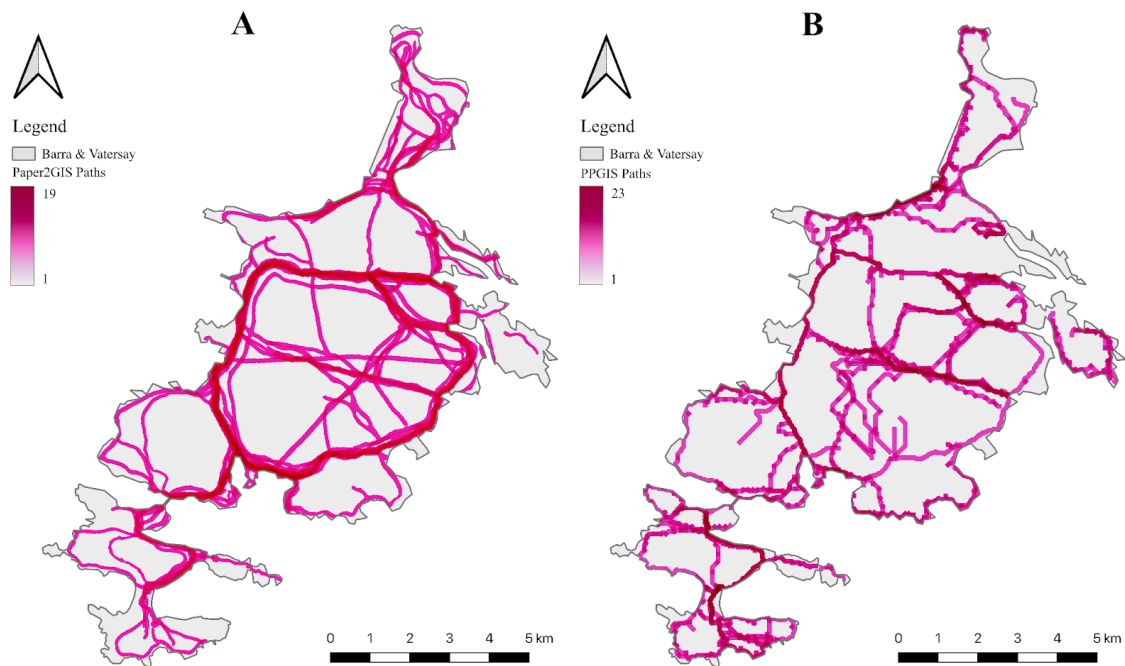 A
Legend
Barra & Vatersay
Paper2GIS Paths
19
1
0 1 2 3 4 5 km
B
Legend
Barra & Vatersay
PPGIS Paths
23
1
0 1 2 3 4 5 km